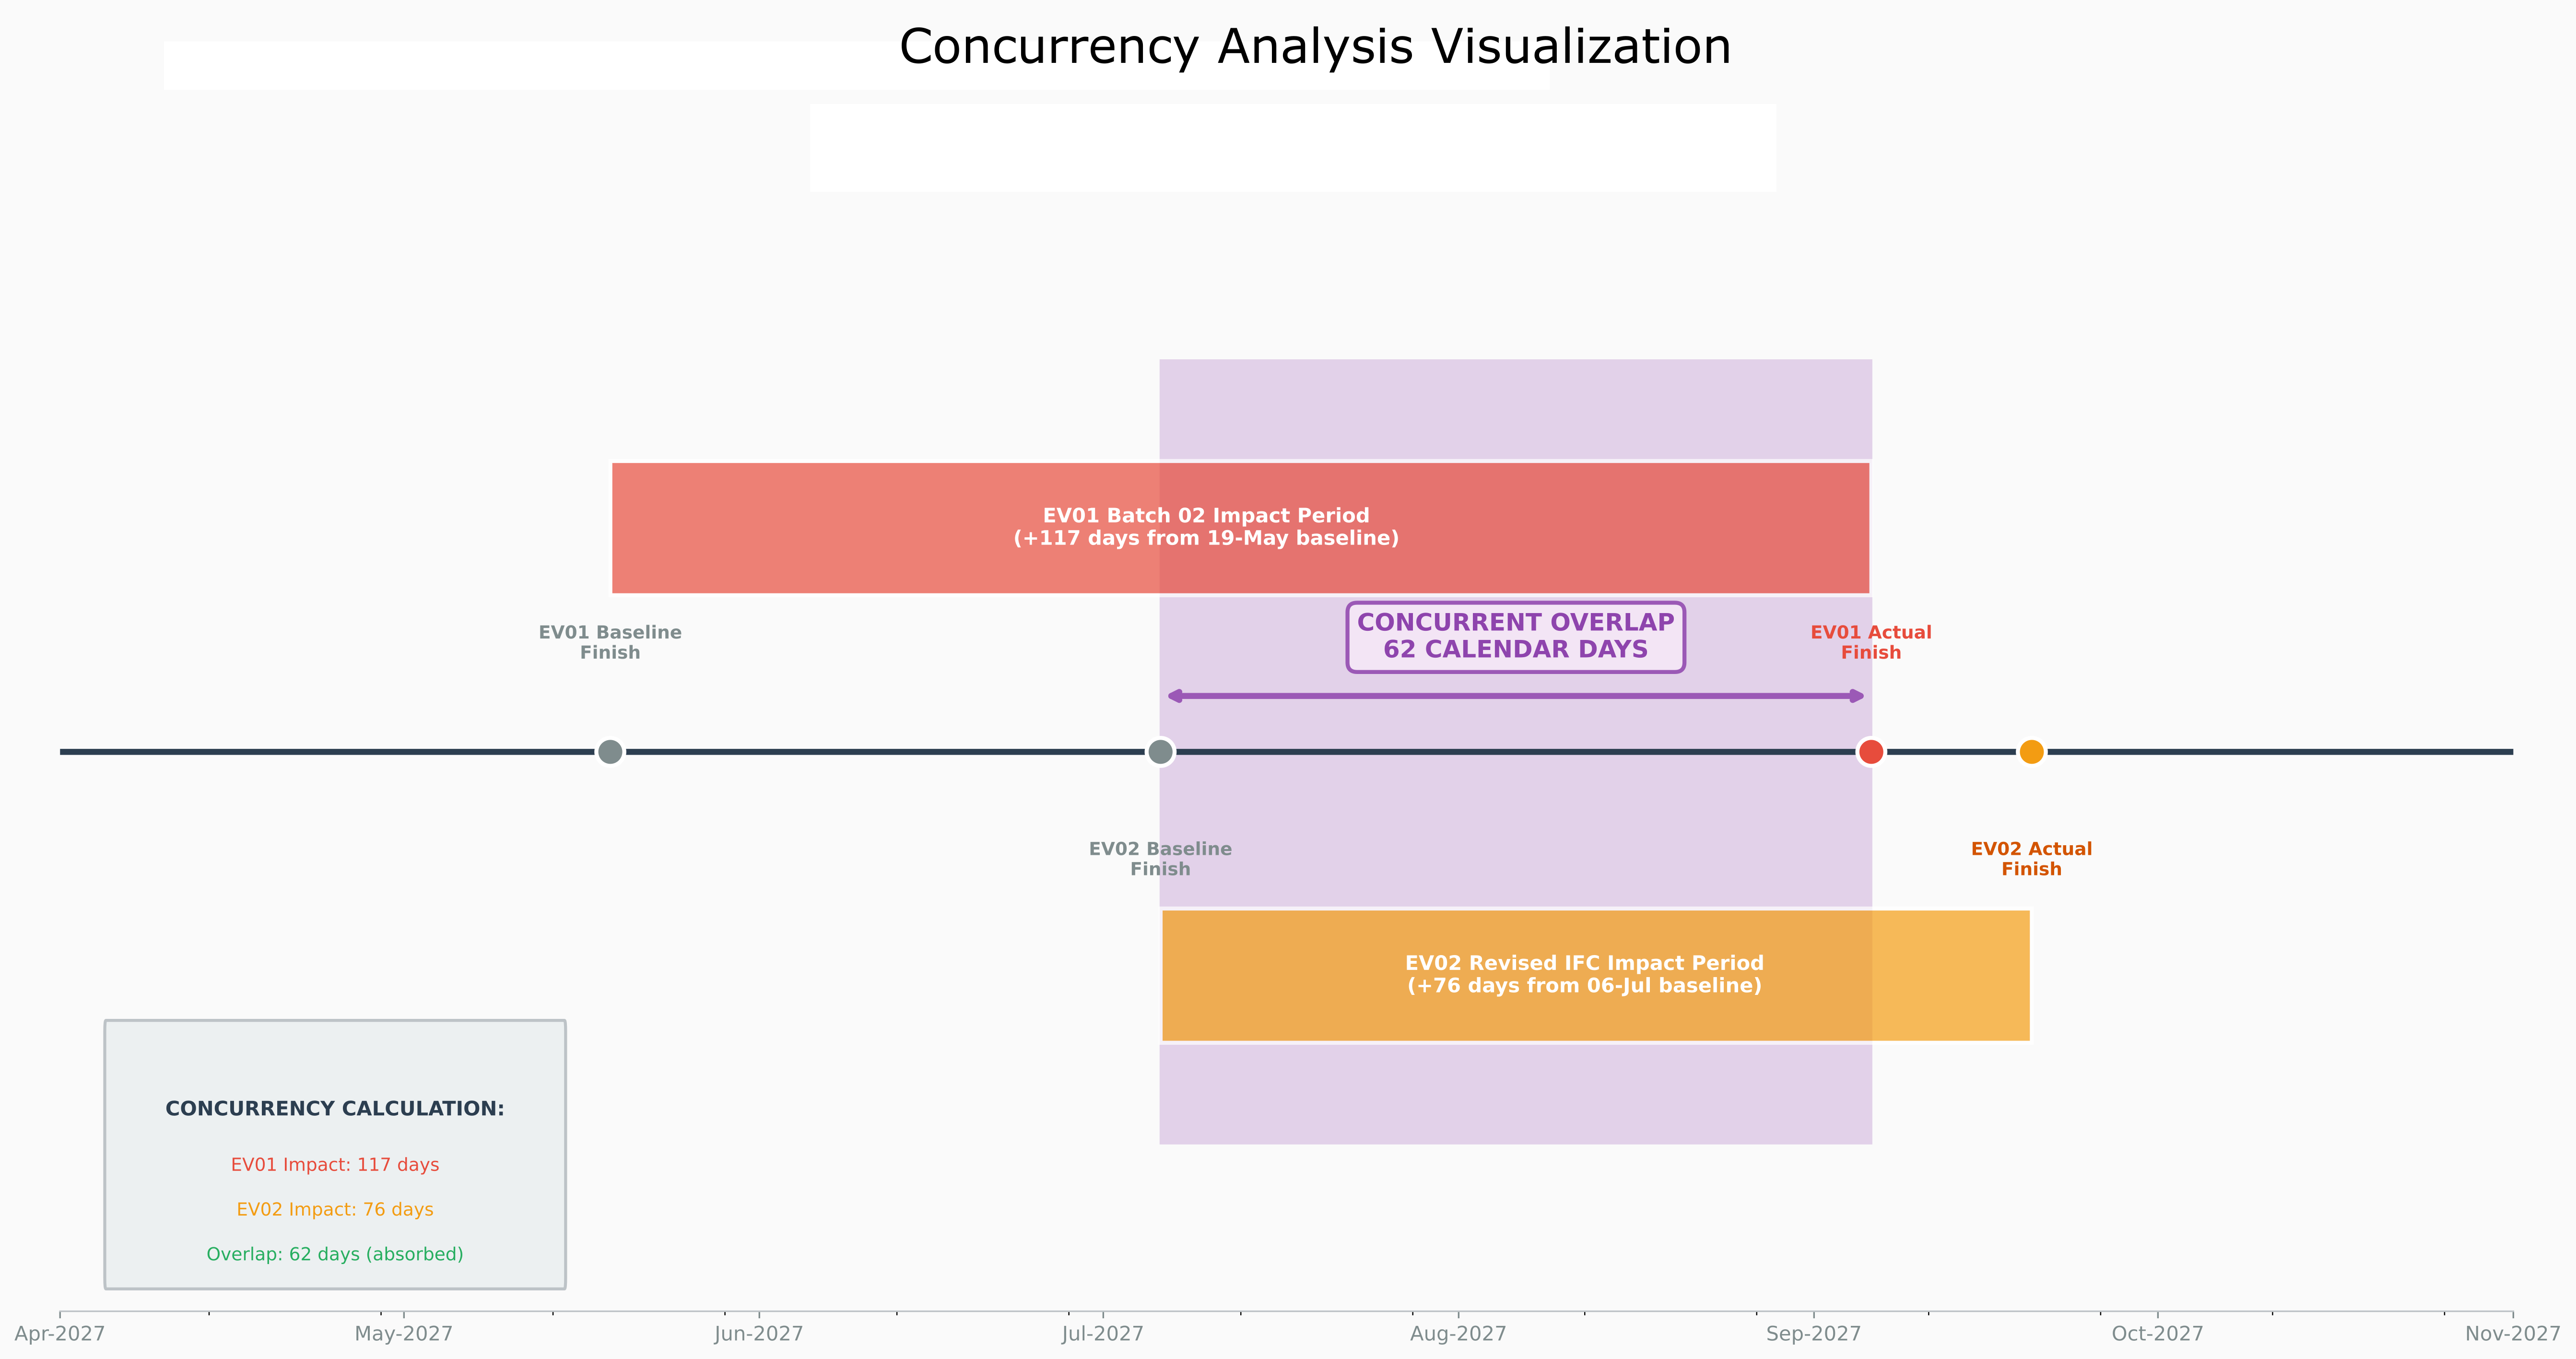 Concurrency Analysis Visualization
EV01 Batch 02 Impact Period
(+117 days from 19-May baseline)
CONCURRENT OVERLAP
62 CALENDAR DAYS
EV01 Baseline
Finish
EV01 Actual
Finish
EV02 Baseline
Finish
EV02 Actual
Finish
EV02 Revised IFC Impact Period
(+76 days from 06-Jul baseline)
CONCURRENCY CALCULATION:
EV01 Impact: 117 days
EV02 Impact: 76 days
Overlap: 62 days (absorbed)
Apr-2027
May-2027
Jun-2027
Jul-2027
Aug-2027
Sep-2027
Oct-2027
Nov-2027